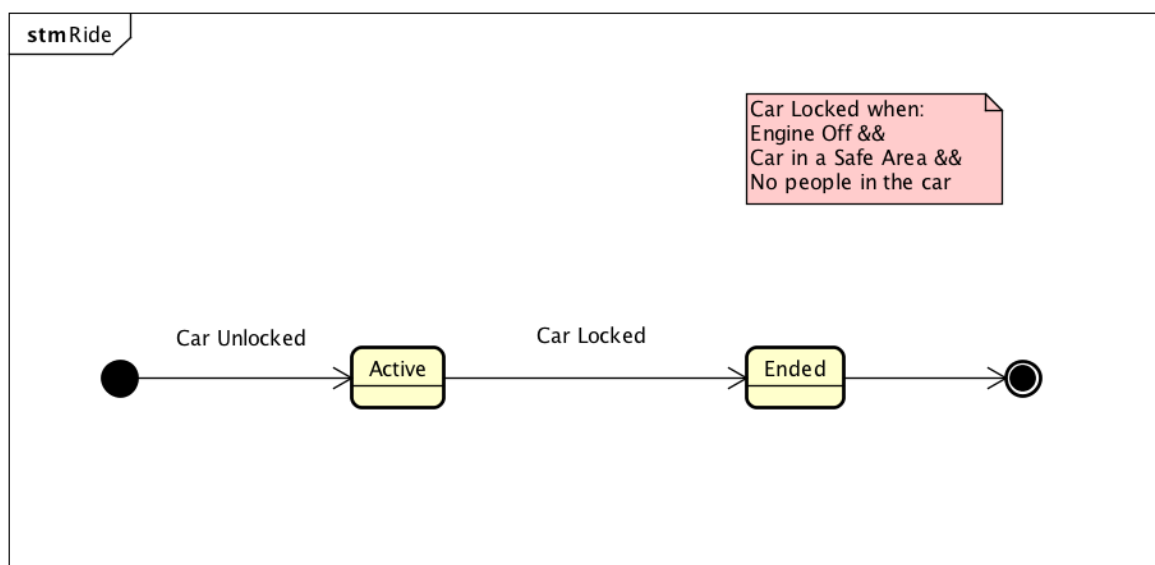 stm Ride
Car Locked when:
Engine Off &&
Car in a Safe Area &&
No people in the car
Car Unlocked
Car Locked
Active
Ended